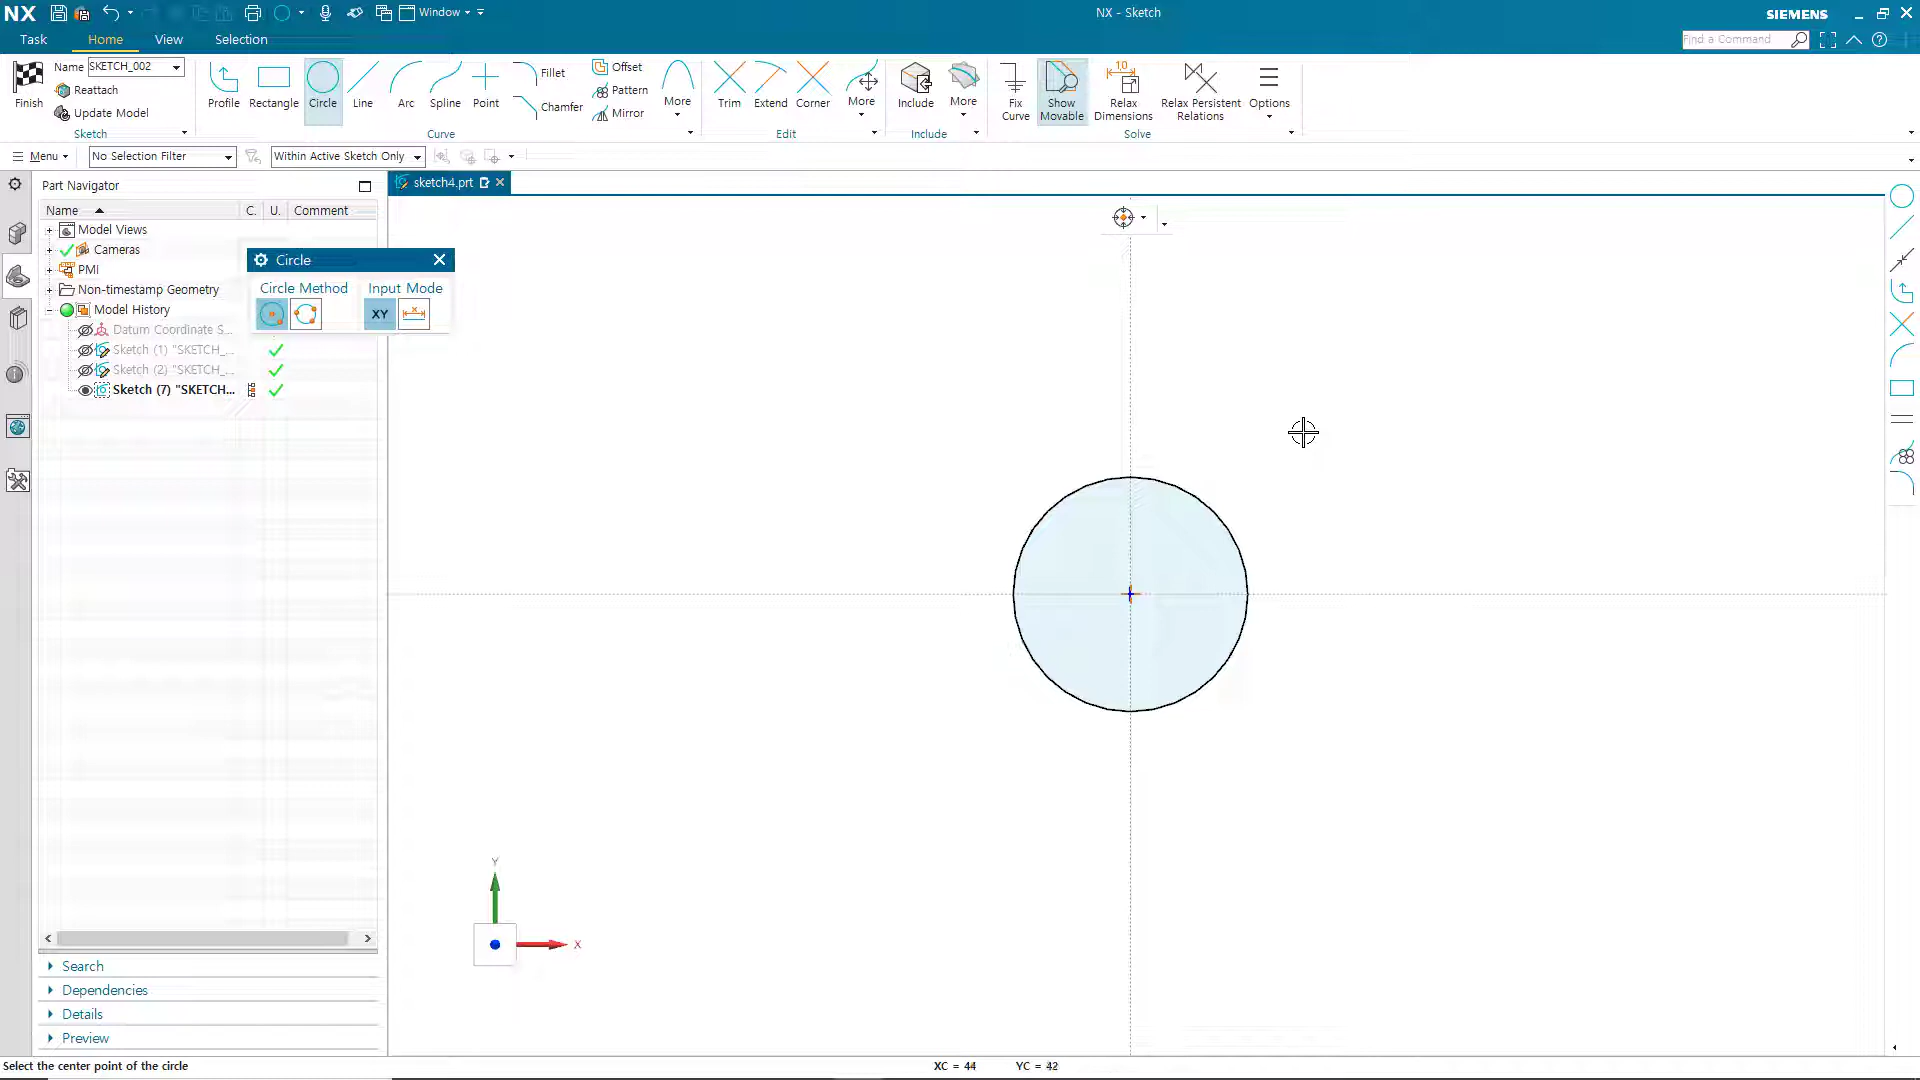 NX
Window
NX - Sketch
SIEMENS
Task
Home
View
Selection
Find a Command
Finish
Name
SKETCH_002
Reattach
Update Model
Sketch
Profile
Rectangle
Circle
Line
Arc
Spline
Point
Fillet
Chamfer
Offset
Pattern
Mirror
More
Curve
Trim
Extend
Corner
More
Edit
Include
More
Include
Fix
Curve
Show
Movable
1,0
Relax
Dimensions
Relax Persistent
Relations
Options
Solve
Menu
No Selection Filter
Within Active Sketch Only
Part Navigator
sketch4.prt
Name
C.
U.
Comment
Model Views
Cameras
PMI
Non-timestamp Geometry
Model History
Datum Coordinate S...
Sketch (1) "SKETCH_...
Sketch (2) "SKETCH_...
Sketch (7) "SKETCH...
Circle
Circle Method
Input Mode
XY
Y
X
Search
Dependencies
Details
Preview
Select the center point of the circle
XC = 44
YC = 42